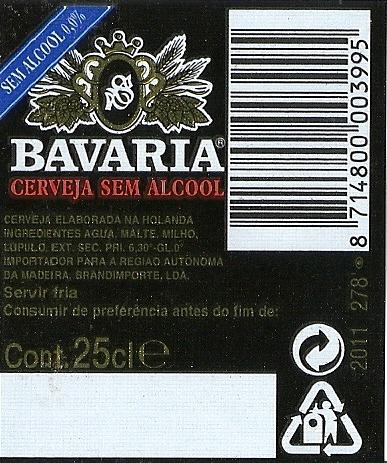 SEM ALCOOL 0,0%
BAVARIA®
CERVEJA SEM ALCOOL
CERVEJA ELABORADA NA HOLANDA
INGREDIENTES AGUA, MALTE, MILHO,
LUPULO, EXT. SEC. PRI. 6,30°-GL.0°
IMPORTADOR PARA A REGIAO AUTÓNOMA
DA MADEIRA, BRANDIMPORTE, LDA.
Servir fria
Consumir de preferência antes do fim de:
Cont. 25cl ℮
8 714800 003995
2011 278